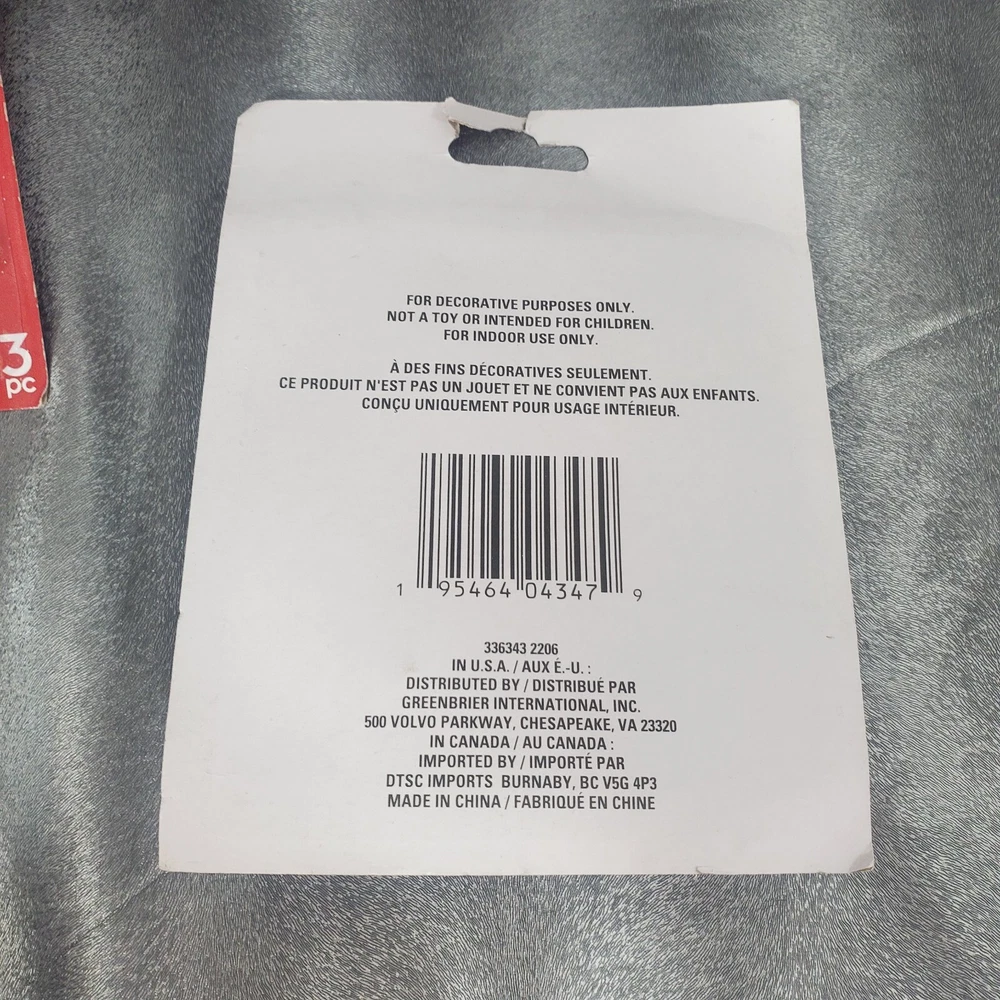 3
pc
FOR DECORATIVE PURPOSES ONLY.
NOT A TOY OR INTENDED FOR CHILDREN.
FOR INDOOR USE ONLY.
À DES FINS DÉCORATIVES SEULEMENT.
CE PRODUIT N'EST PAS UN JOUET ET NE CONVIENT PAS AUX ENFANTS.
CONÇU UNIQUEMENT POUR USAGE INTÉRIEUR.
1 95464 04347 9
336343 2206
IN U.S.A. / AUX É.-U. :
DISTRIBUTED BY / DISTRIBUÉ PAR
GREENBRIER INTERNATIONAL, INC.
500 VOLVO PARKWAY, CHESAPEAKE, VA 23320
IN CANADA / AU CANADA :
IMPORTED BY / IMPORTÉ PAR
DTSC IMPORTS BURNABY, BC V5G 4P3
MADE IN CHINA / FABRIQUÉ EN CHINE